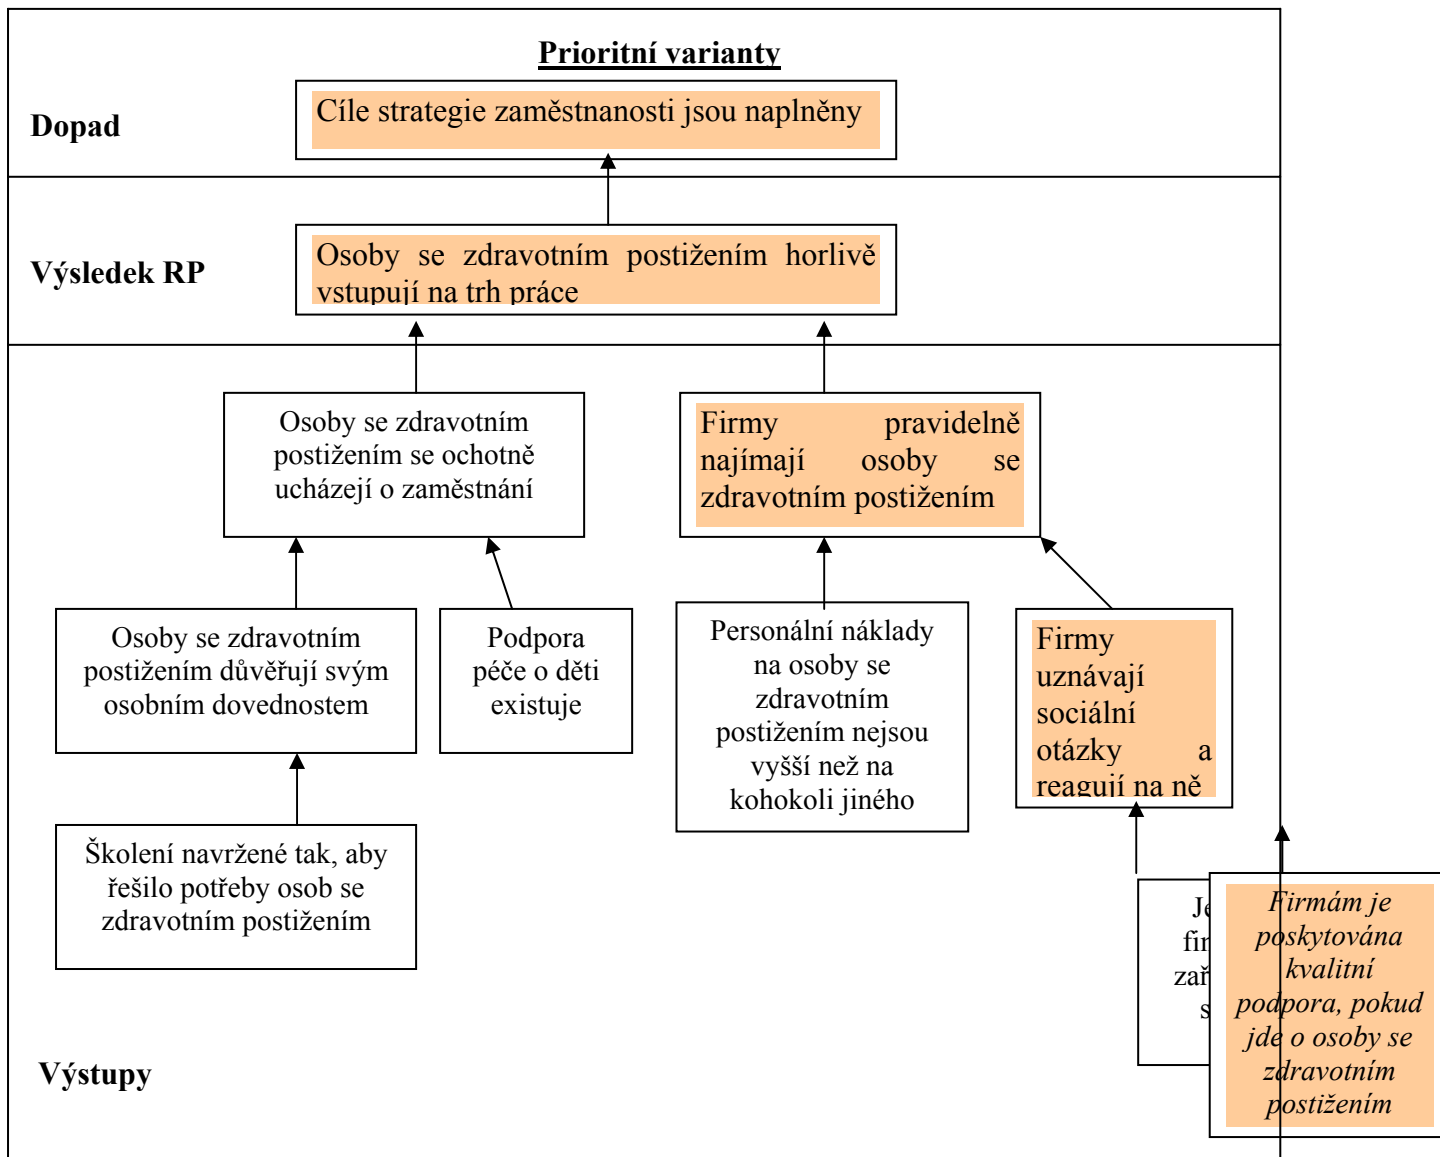 Prioritní varianty
Dopad
Cíle strategie zaměstnanosti jsou naplněny
Výsledek RP
Osoby se zdravotním postižením horlivě
vstupují na trh práce
Osoby se zdravotním
postižením se ochotně
ucházejí o zaměstnání
Firmy pravidelně
najímají osoby se
zdravotním postižením
Osoby se zdravotním
postižením důvěřují svým
osobním dovednostem
Podpora
péče o děti
existuje
Personální náklady
na osoby se
zdravotním
postižením nejsou
vyšší než na
kohokoli jiného
Firmy
uznávají
sociální
otázky a
reagují na ně
Školení navržené tak, aby
řešilo potřeby osob se
zdravotním postižením
Firmám je
poskytována
kvalitní
podpora, pokud
jde o osoby se
zdravotním
postižením
Výstupy